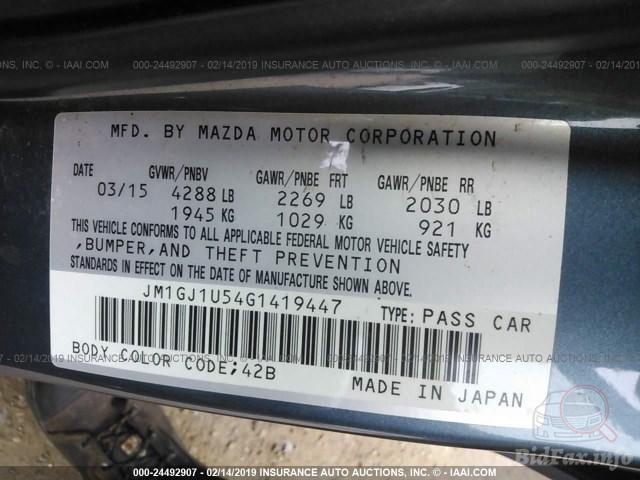 000-24492907 - 02/14/2019 INSURANCE AUTO AUCTIONS, INC. - © IAAI.COM
MFD. BY MAZDA MOTOR CORPORATION
DATE GVWR/PNBV GAWR/PNBE FRT GAWR/PNBE RR
03/15 4288 LB 2269 LB 2030 LB
1945 KG 1029 KG 921 KG
THIS VEHICLE CONFORMS TO ALL APPLICABLE FEDERAL MOTOR VEHICLE SAFETY
,BUMPER,AND THEFT PREVENTION
STANDARDS IN EFFECT ON THE DATE OF MANUFACTURE SHOWN ABOVE.
JM1GJ1U54G1419447 TYPE: PASS CAR
000-24492907 - 02/14/2019 INSURANCE AUTO AUCTIONS, INC. - © IAAI.COM
BODY COLOR CODE;42B
MADE IN JAPAN
BidFax.info
000-24492907 - 02/14/2019 INSURANCE AUTO AUCTIONS, INC. - © IAAI.COM